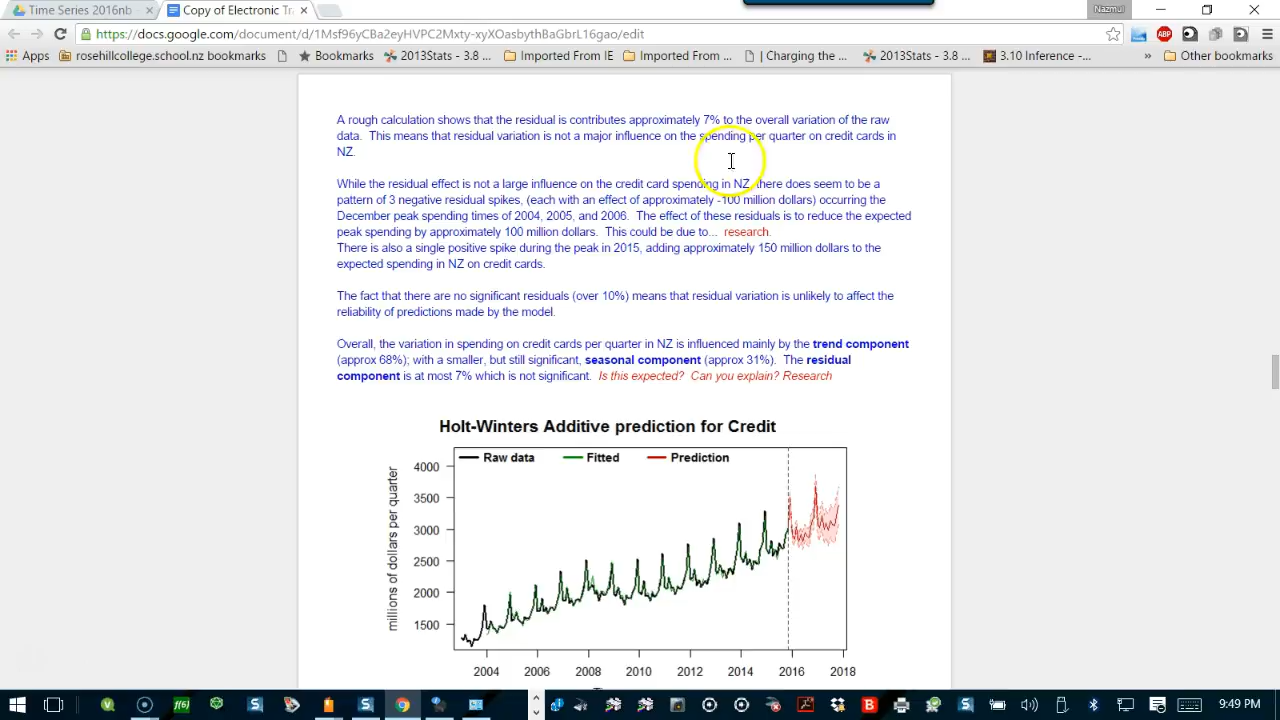 Time Series 2016nb
Copy of Electronic Tr
Nazmul
https://docs.google.com/document/d/1Msf96yCBa2eyHVPC2Mxty-xyXOasbythBaGbrL16gao/edit
Apps
rosehillcollege.school.nz bookmarks
Bookmarks
2013Stats - 3.8 ...
Imported From IE
Imported From ...
| Charging the ...
2013Stats - 3.8 ...
3.10 Inference -...
»
Other bookmarks
A rough calculation shows that the residual is contributes approximately 7% to the overall variation of the raw
data. This means that residual variation is not a major influence on the spending per quarter on credit cards in
NZ.
While the residual effect is not a large influence on the credit card spending in NZ, there does seem to be a
pattern of 3 negative residual spikes, (each with an effect of approximately -100 million dollars) occurring the
December peak spending times of 2004, 2005, and 2006. The effect of these residuals is to reduce the expected
peak spending by approximately 100 million dollars. This could be due to... research.
There is also a single positive spike during the peak in 2015, adding approximately 150 million dollars to the
expected spending in NZ on credit cards.
The fact that there are no significant residuals (over 10%) means that residual variation is unlikely to affect the
reliability of predictions made by the model.
Overall, the variation in spending on credit cards per quarter in NZ is influenced mainly by the trend component
(approx 68%); with a smaller, but still significant, seasonal component (approx 31%). The residual
component is at most 7% which is not significant. Is this expected? Can you explain? Research
Holt-Winters Additive prediction for Credit
Raw data
Fitted
Prediction
millions of dollars per quarter
4000
3500
3000
2500
2000
1500
2004
2006
2008
2010
2012
2014
2016
2018
9:49 PM